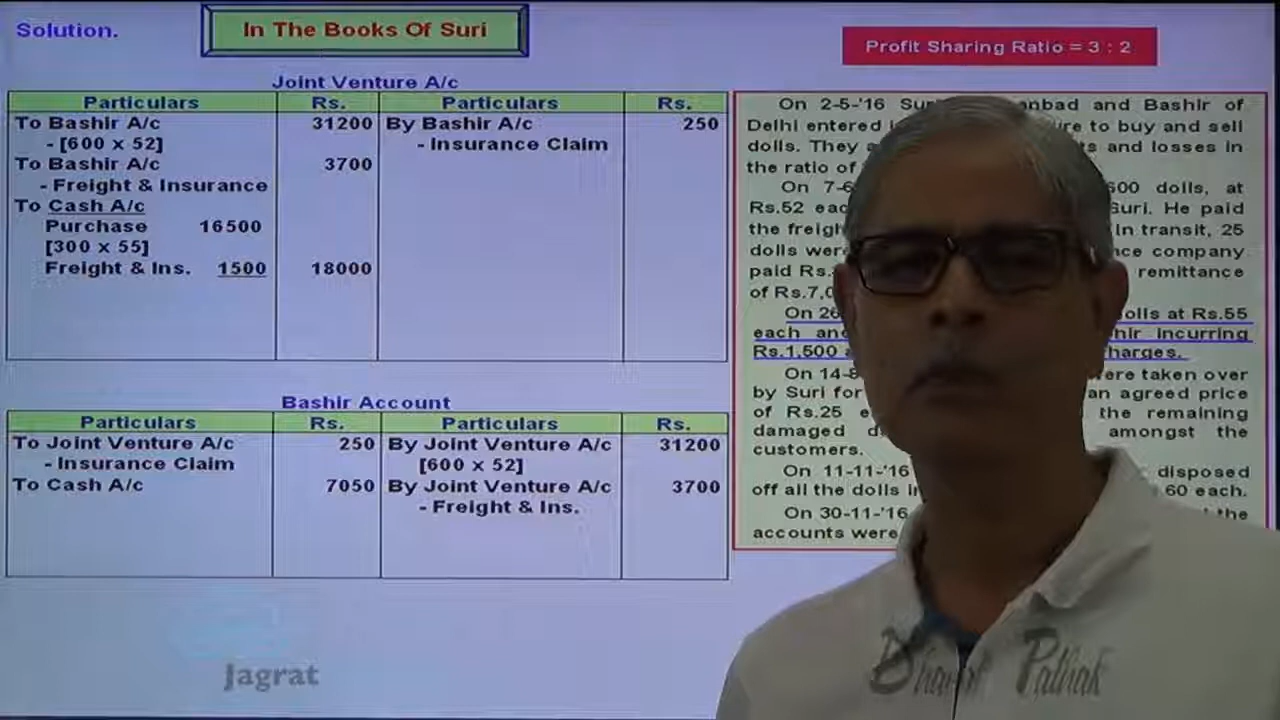 Solution.
In The Books Of Suri
Profit Sharing Ratio = 3 : 2
Joint Venture A/c
Particulars Rs. Particulars Rs.
To Bashir A/c 31200 By Bashir A/c 250
- [600 x 52] - Insurance Claim
To Bashir A/c 3700
- Freight & Insurance
To Cash A/c
Purchase 16500
[300 x 55]
Freight & Ins. 1500 18000
Bashir Account
Particulars Rs. Particulars Rs.
To Joint Venture A/c 250 By Joint Venture A/c 31200
- Insurance Claim [600 x 52]
To Cash A/c 7050 By Joint Venture A/c 3700
- Freight & Ins.
On 2-5-'16 and Bashir of
Delhi entered to buy and sell
dolls. They and losses in
the ratio of
On 600 dolls, at
Rs.52 Suri. He paid
the In transit, 25
dolls company
paid remittance
of
On at Rs.55
each incurring
Rs.1,500
On were taken over
by Suri for an agreed price
of Rs.25 the remaining
damaged amongst the
customers.
On 11-11-'16 disposed
off all the dolls 60 each.
On 30-11-'16 the
accounts were
Jagrat
Bharat Pathak